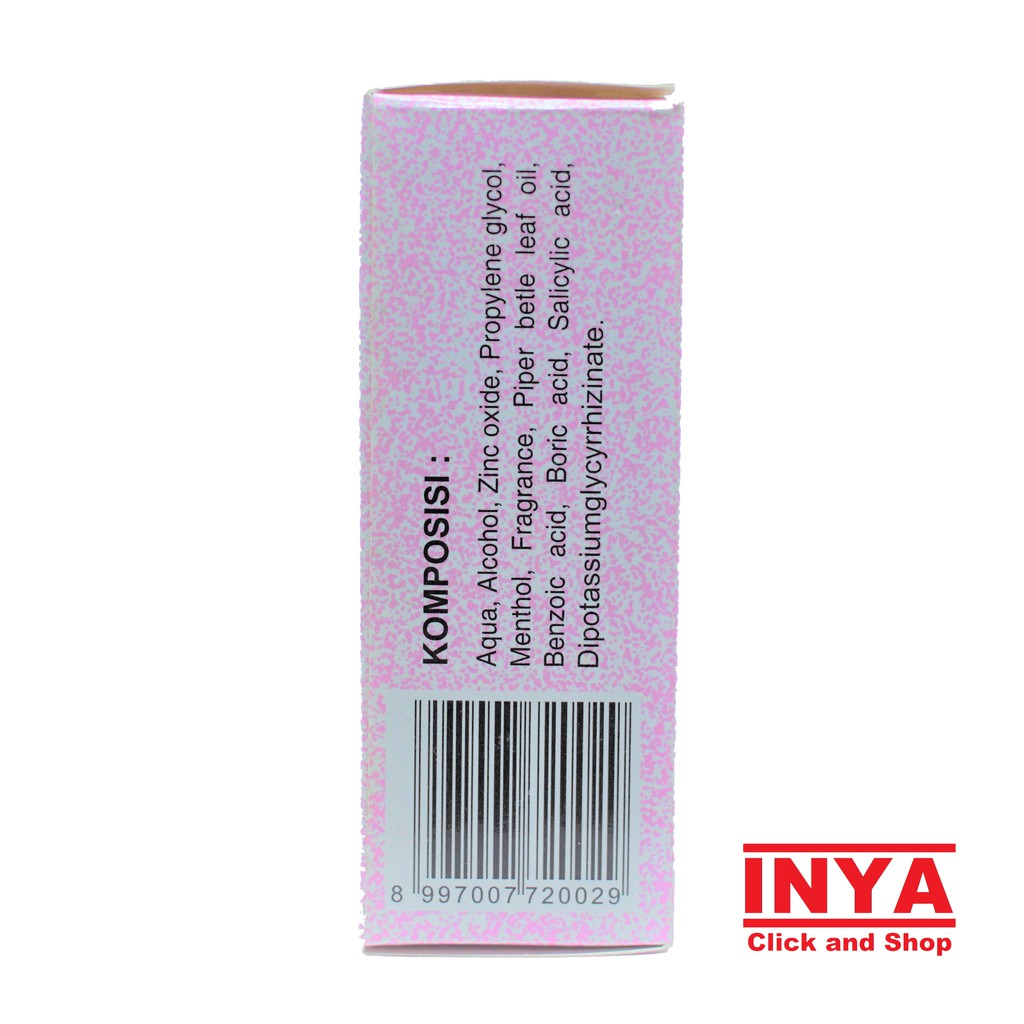 KOMPOSISI :
Aqua, Alcohol, Zinc oxide, Propylene glycol,
Menthol, Fragrance, Piper betle leaf oil,
Benzoic acid, Boric acid, Salicylic acid,
Dipotassiumglycyrrhizinate.
8 997007 720029
INYA
Click and Shop